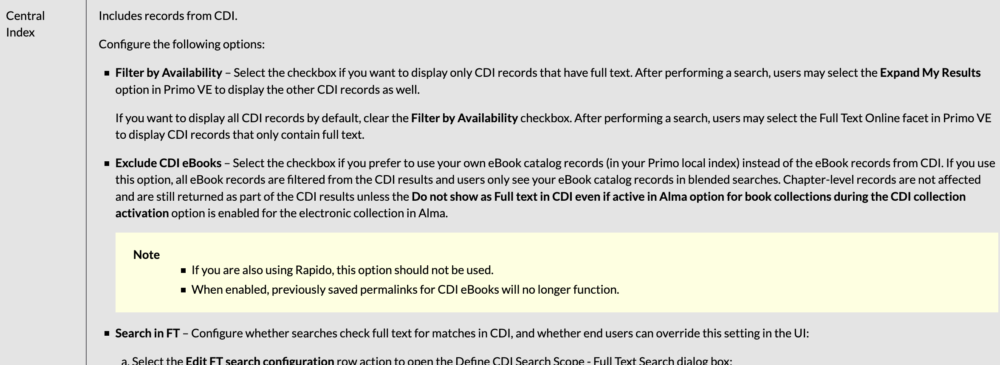 Central
Index
Includes records from CDI.
Configure the following options:
▪ Filter by Availability – Select the checkbox if you want to display only CDI records that have full text. After performing a search, users may select the Expand My Results
option in Primo VE to display the other CDI records as well.
If you want to display all CDI records by default, clear the Filter by Availability checkbox. After performing a search, users may select the Full Text Online facet in Primo VE
to display CDI records that only contain full text.
▪ Exclude CDI eBooks – Select the checkbox if you prefer to use your own eBook catalog records (in your Primo local index) instead of the eBook records from CDI. If you use
this option, all eBook records are filtered from the CDI results and users only see your eBook catalog records in blended searches. Chapter-level records are not affected
and are still returned as part of the CDI results unless the Do not show as Full text in CDI even if active in Alma option for book collections during the CDI collection
activation option is enabled for the electronic collection in Alma.
Note
▪ If you are also using Rapido, this option should not be used.
▪ When enabled, previously saved permalinks for CDI eBooks will no longer function.
▪ Search in FT – Configure whether searches check full text for matches in CDI, and whether end users can override this setting in the UI:
a. Select the Edit FT search configuration row action to open the Define CDI Search Scope - Full Text Search dialog box: